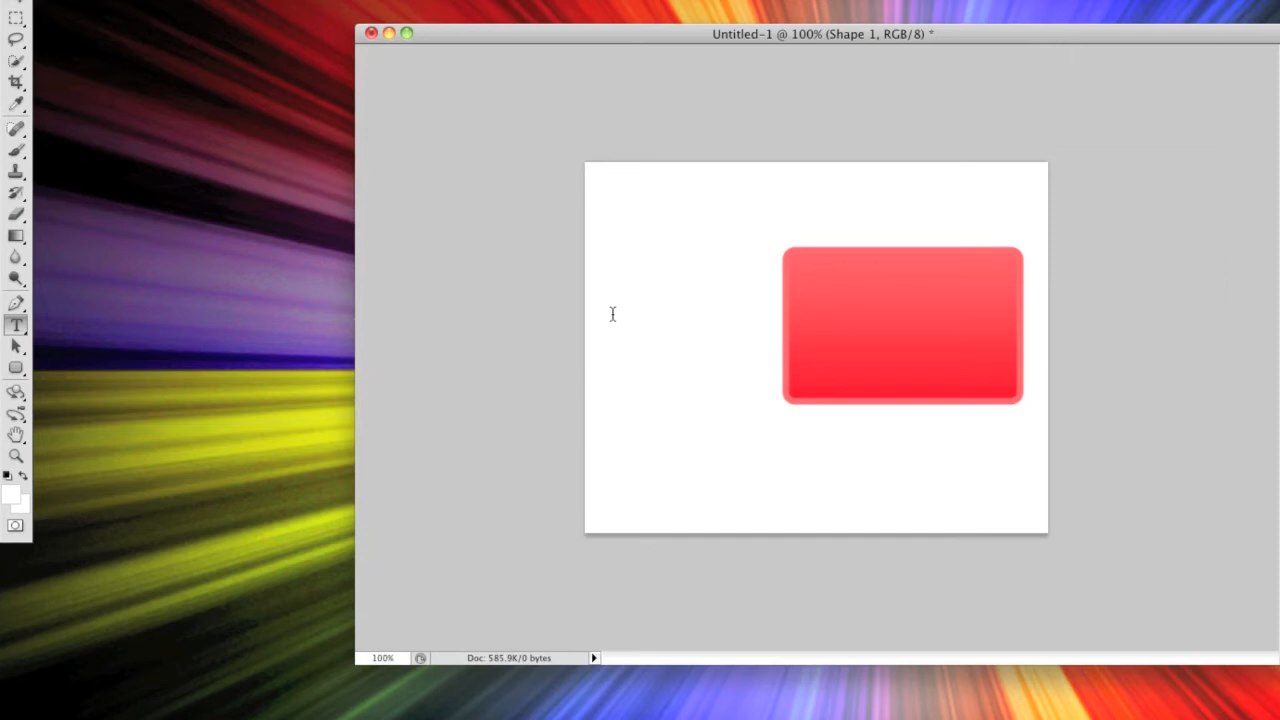 Untitled-1 @ 100% (Shape 1, RGB/8) *
T
100%
Doc: 585.9K/0 bytes